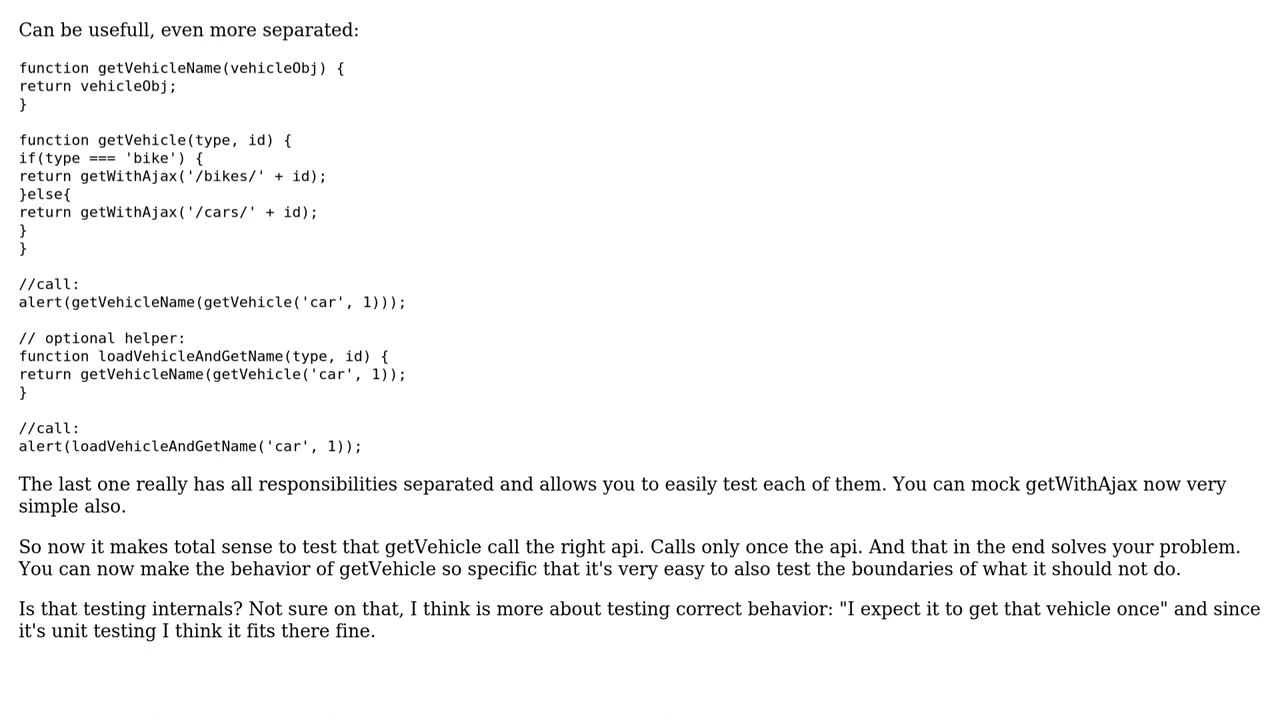 Can be usefull, even more separated:
function getVehicleName(vehicleObj) {
return vehicleObj;
}
function getVehicle(type, id) {
if(type === 'bike') {
return getWithAjax('/bikes/' + id);
}else{
return getWithAjax('/cars/' + id);
}
}
//call:
alert(getVehicleName(getVehicle('car', 1)));
// optional helper:
function loadVehicleAndGetName(type, id) {
return getVehicleName(getVehicle('car', 1));
}
//call:
alert(loadVehicleAndGetName('car', 1));
The last one really has all responsibilities separated and allows you to easily test each of them. You can mock getWithAjax now very
simple also.
So now it makes total sense to test that getVehicle call the right api. Calls only once the api. And that in the end solves your problem.
You can now make the behavior of getVehicle so specific that it's very easy to also test the boundaries of what it should not do.
Is that testing internals? Not sure on that, I think is more about testing correct behavior: "I expect it to get that vehicle once" and since
it's unit testing I think it fits there fine.